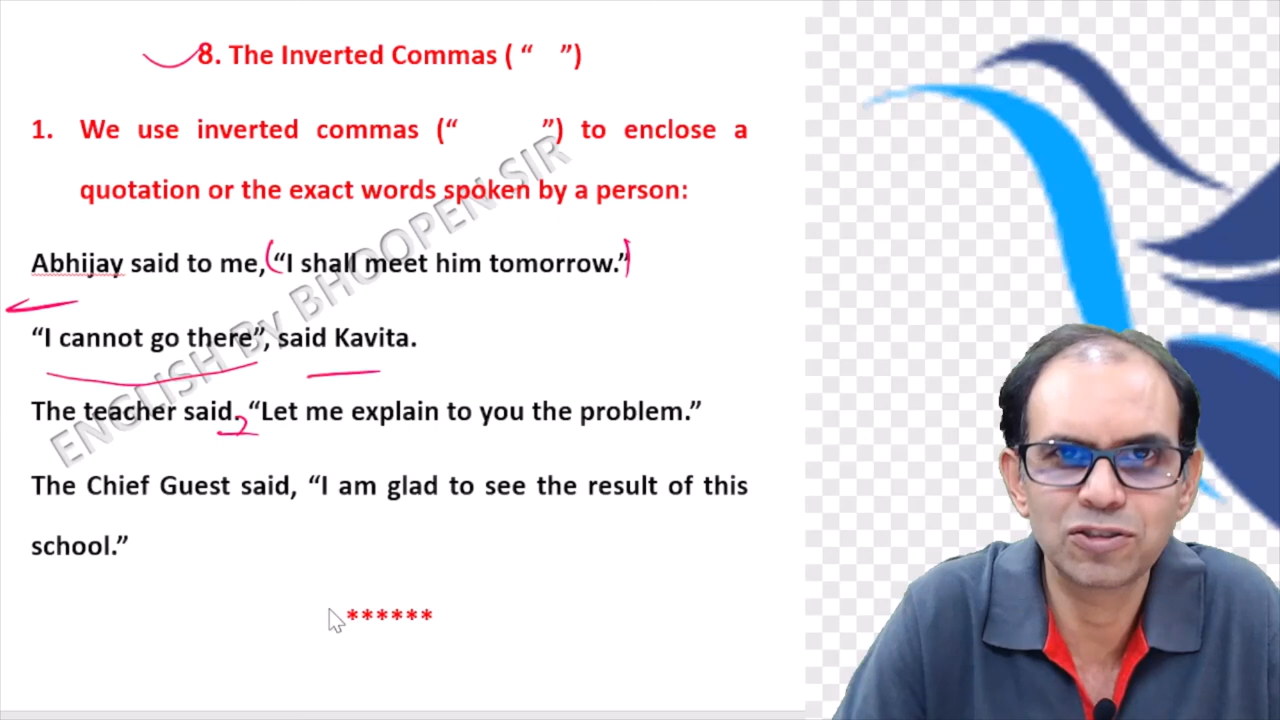 8. The Inverted Commas ( “ ”)
1. We use inverted commas (“ ”) to enclose a
quotation or the exact words spoken by a person:
Abhijay said to me, “I shall meet him tomorrow.”
“I cannot go there”, said Kavita.
The teacher said. “Let me explain to you the problem.”
The Chief Guest said, “I am glad to see the result of this
school.”
******
ENGLISH By BHOOPEN SIR